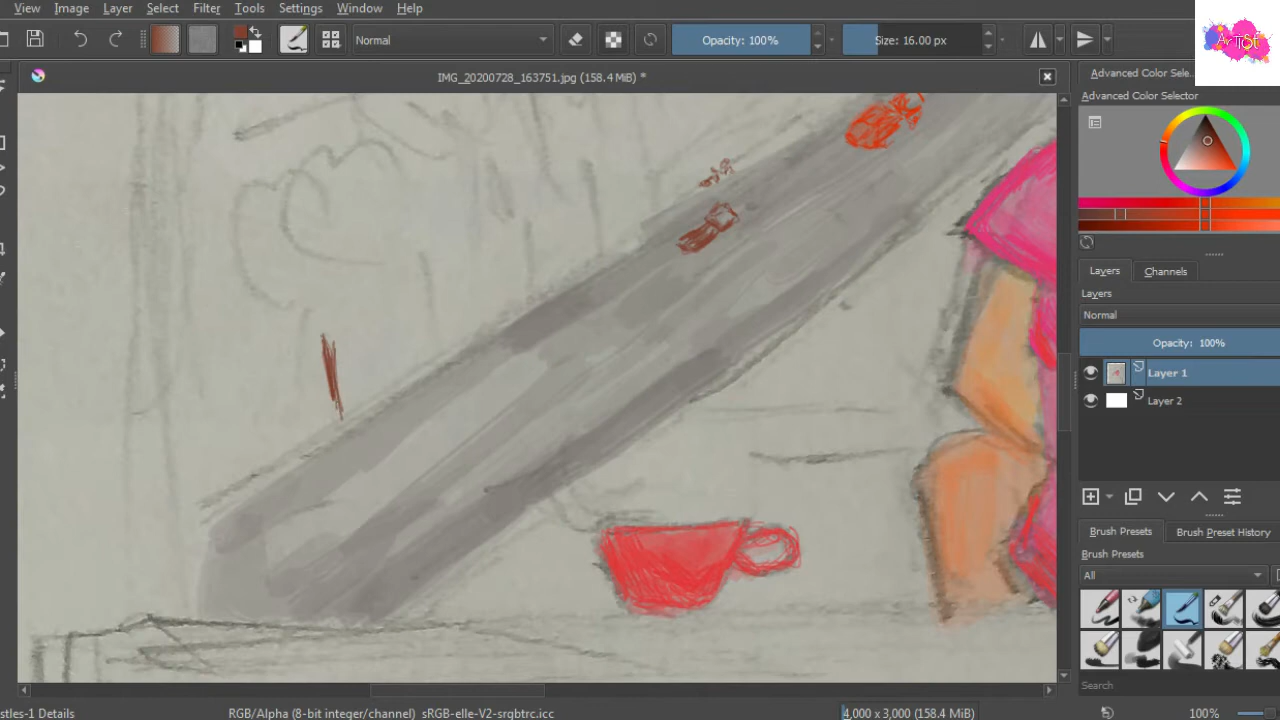 View Image Layer Select Filter Tools Settings Window Help
Normal Opacity: 100% Size: 16.00 px
IMG_20200728_163751.jpg (158.4 MiB) *
Advanced Color Sele...
Advanced Color Selector
Layers Channels
Layers
Normal
Opacity: 100%
Layer 1
Layer 2
Brush Presets Brush Preset History
Brush Presets
All
Search
stles-1 Details RGB/Alpha (8-bit integer/channel) sRGB-elle-V2-srgbtrc.icc 4,000 x 3,000 (158.4 MiB) 100%